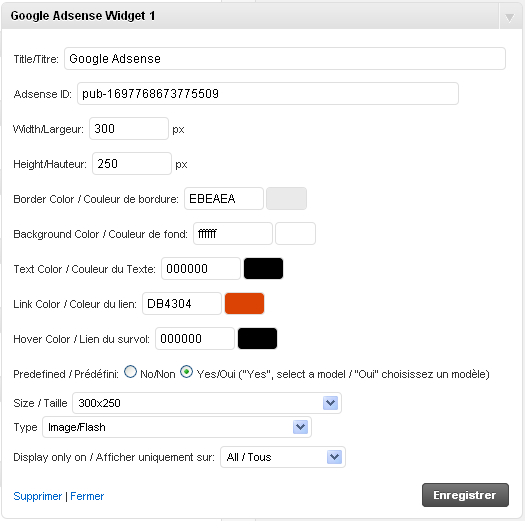 Google Adsense Widget 1
Title/Titre: Google Adsense
Adsense ID: pub-1697768673775509
Width/Largeur: 300 px
Height/Hauteur: 250 px
Border Color / Couleur de bordure: EBEAEA
Background Color / Couleur de fond: ffffff
Text Color / Couleur du Texte: 000000
Link Color / Coleur du lien: DB4304
Hover Color / Lien du survol: 000000
Predefined / Prédéfini: No/Non Yes/Oui ("Yes", select a model / "Oui" choisissez un modèle)
Size / Taille 300x250
Type Image/Flash
Display only on / Afficher uniquement sur: All / Tous
Supprimer | Fermer Enregistrer